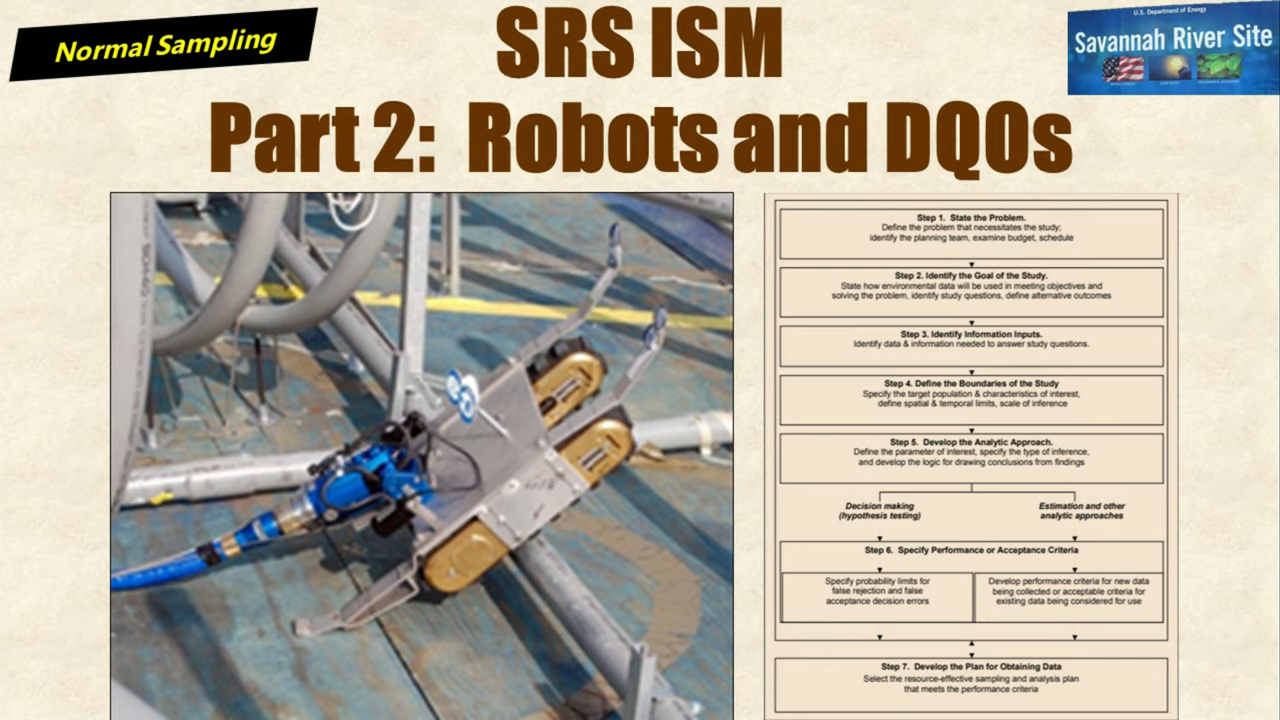 Normal Sampling
SRS ISM
Part 2: Robots and DQOs
U.S. Department of Energy
Savannah River Site
Step 1. State the Problem.
Define the problem that necessitates the study;
identify the planning team, examine budget, schedule
Step 2. Identify the Goal of the Study.
State how environmental data will be used in meeting objectives and
solving the problem, identify study questions, define alternative outcomes
Step 3. Identify Information Inputs.
Identify data & information needed to answer study questions.
Step 4. Define the Boundaries of the Study
Specify the target population & characteristics of interest,
define spatial & temporal limits, scale of inference
Step 5. Develop the Analytic Approach.
Define the parameter of interest, specify the type of inference,
and develop the logic for drawing conclusions from findings
Decision making
(hypothesis testing)
Estimation and other
analytic approaches
Step 6. Specify Performance or Acceptance Criteria
Specify probability limits for
false rejection and false
acceptance decision errors
Develop performance criteria for new data
being collected or acceptable criteria for
existing data being considered for use
Step 7. Develop the Plan for Obtaining Data
Select the resource-effective sampling and analysis plan
that meets the performance criteria